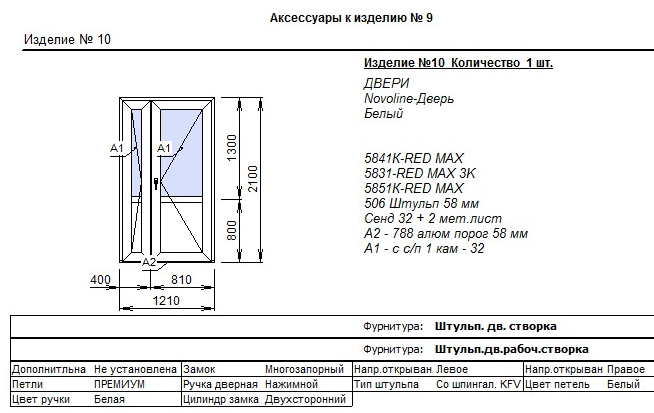 Аксессуары к изделию № 9
Изделие № 10
Изделие №10 Количество 1 шт.
ДВЕРИ
Novoline-Дверь
Белый
5841К-RED MAX
5831-RED MAX 3K
5851К-RED MAX
506 Штульп 58 мм
Сенд 32 + 2 мет.лист
А2 - 788 алюм порог 58 мм
А1 - с с/п 1 кам - 32
A1
A1
1300
2100
800
A2
400
810
1210
Фурнитура: Штульп. дв. створка
Фурнитура: Штульп.дв.рабоч.створка
Дополнитльна Не установлена Замок Многозапорный Напр.открыван Левое Напр.открыван Правое
Петли ПРЕМИУМ Ручка дверная Нажимной Тип штульпа Со шпингал. KFV Цвет петель Белый
Цвет ручки Белая Цилиндр замка Двухсторонний